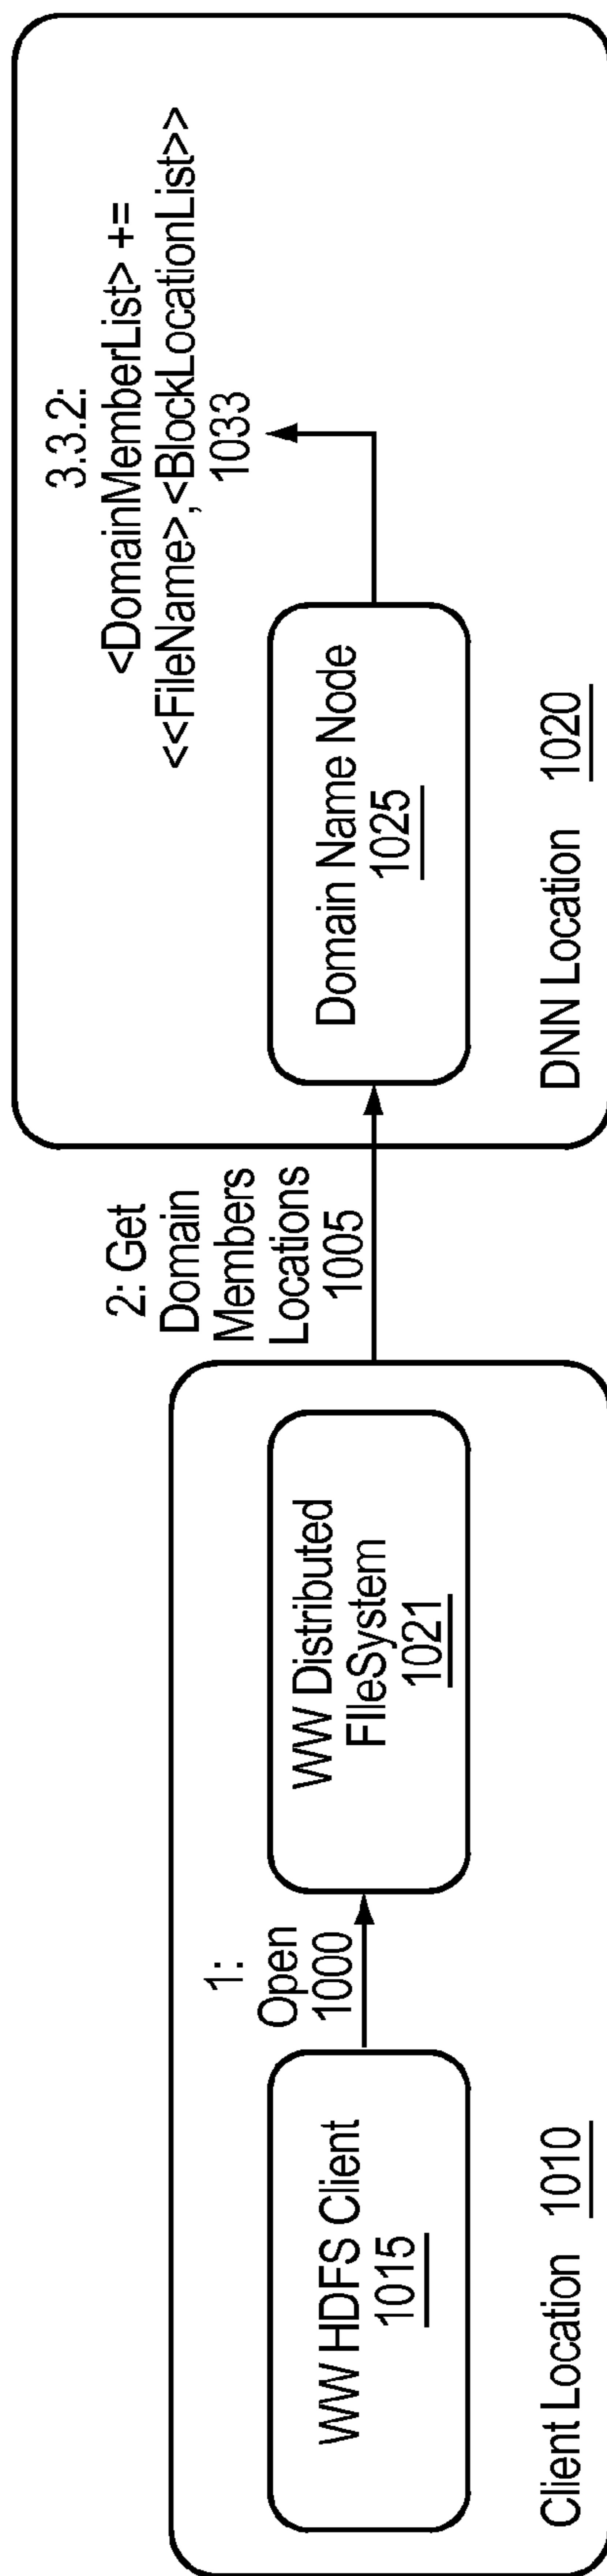 WW HDFS Client
1015
Client Location 1010
1:
Open
1000
WW Distributed
FIleSystem
1021
2: Get
Domain
Members
Locations
1005
Domain Name Node
1025
DNN Location 1020
3.3.2:
<DomainMemberList> +=
<<FileName>,<BlockLocationList>>
1033